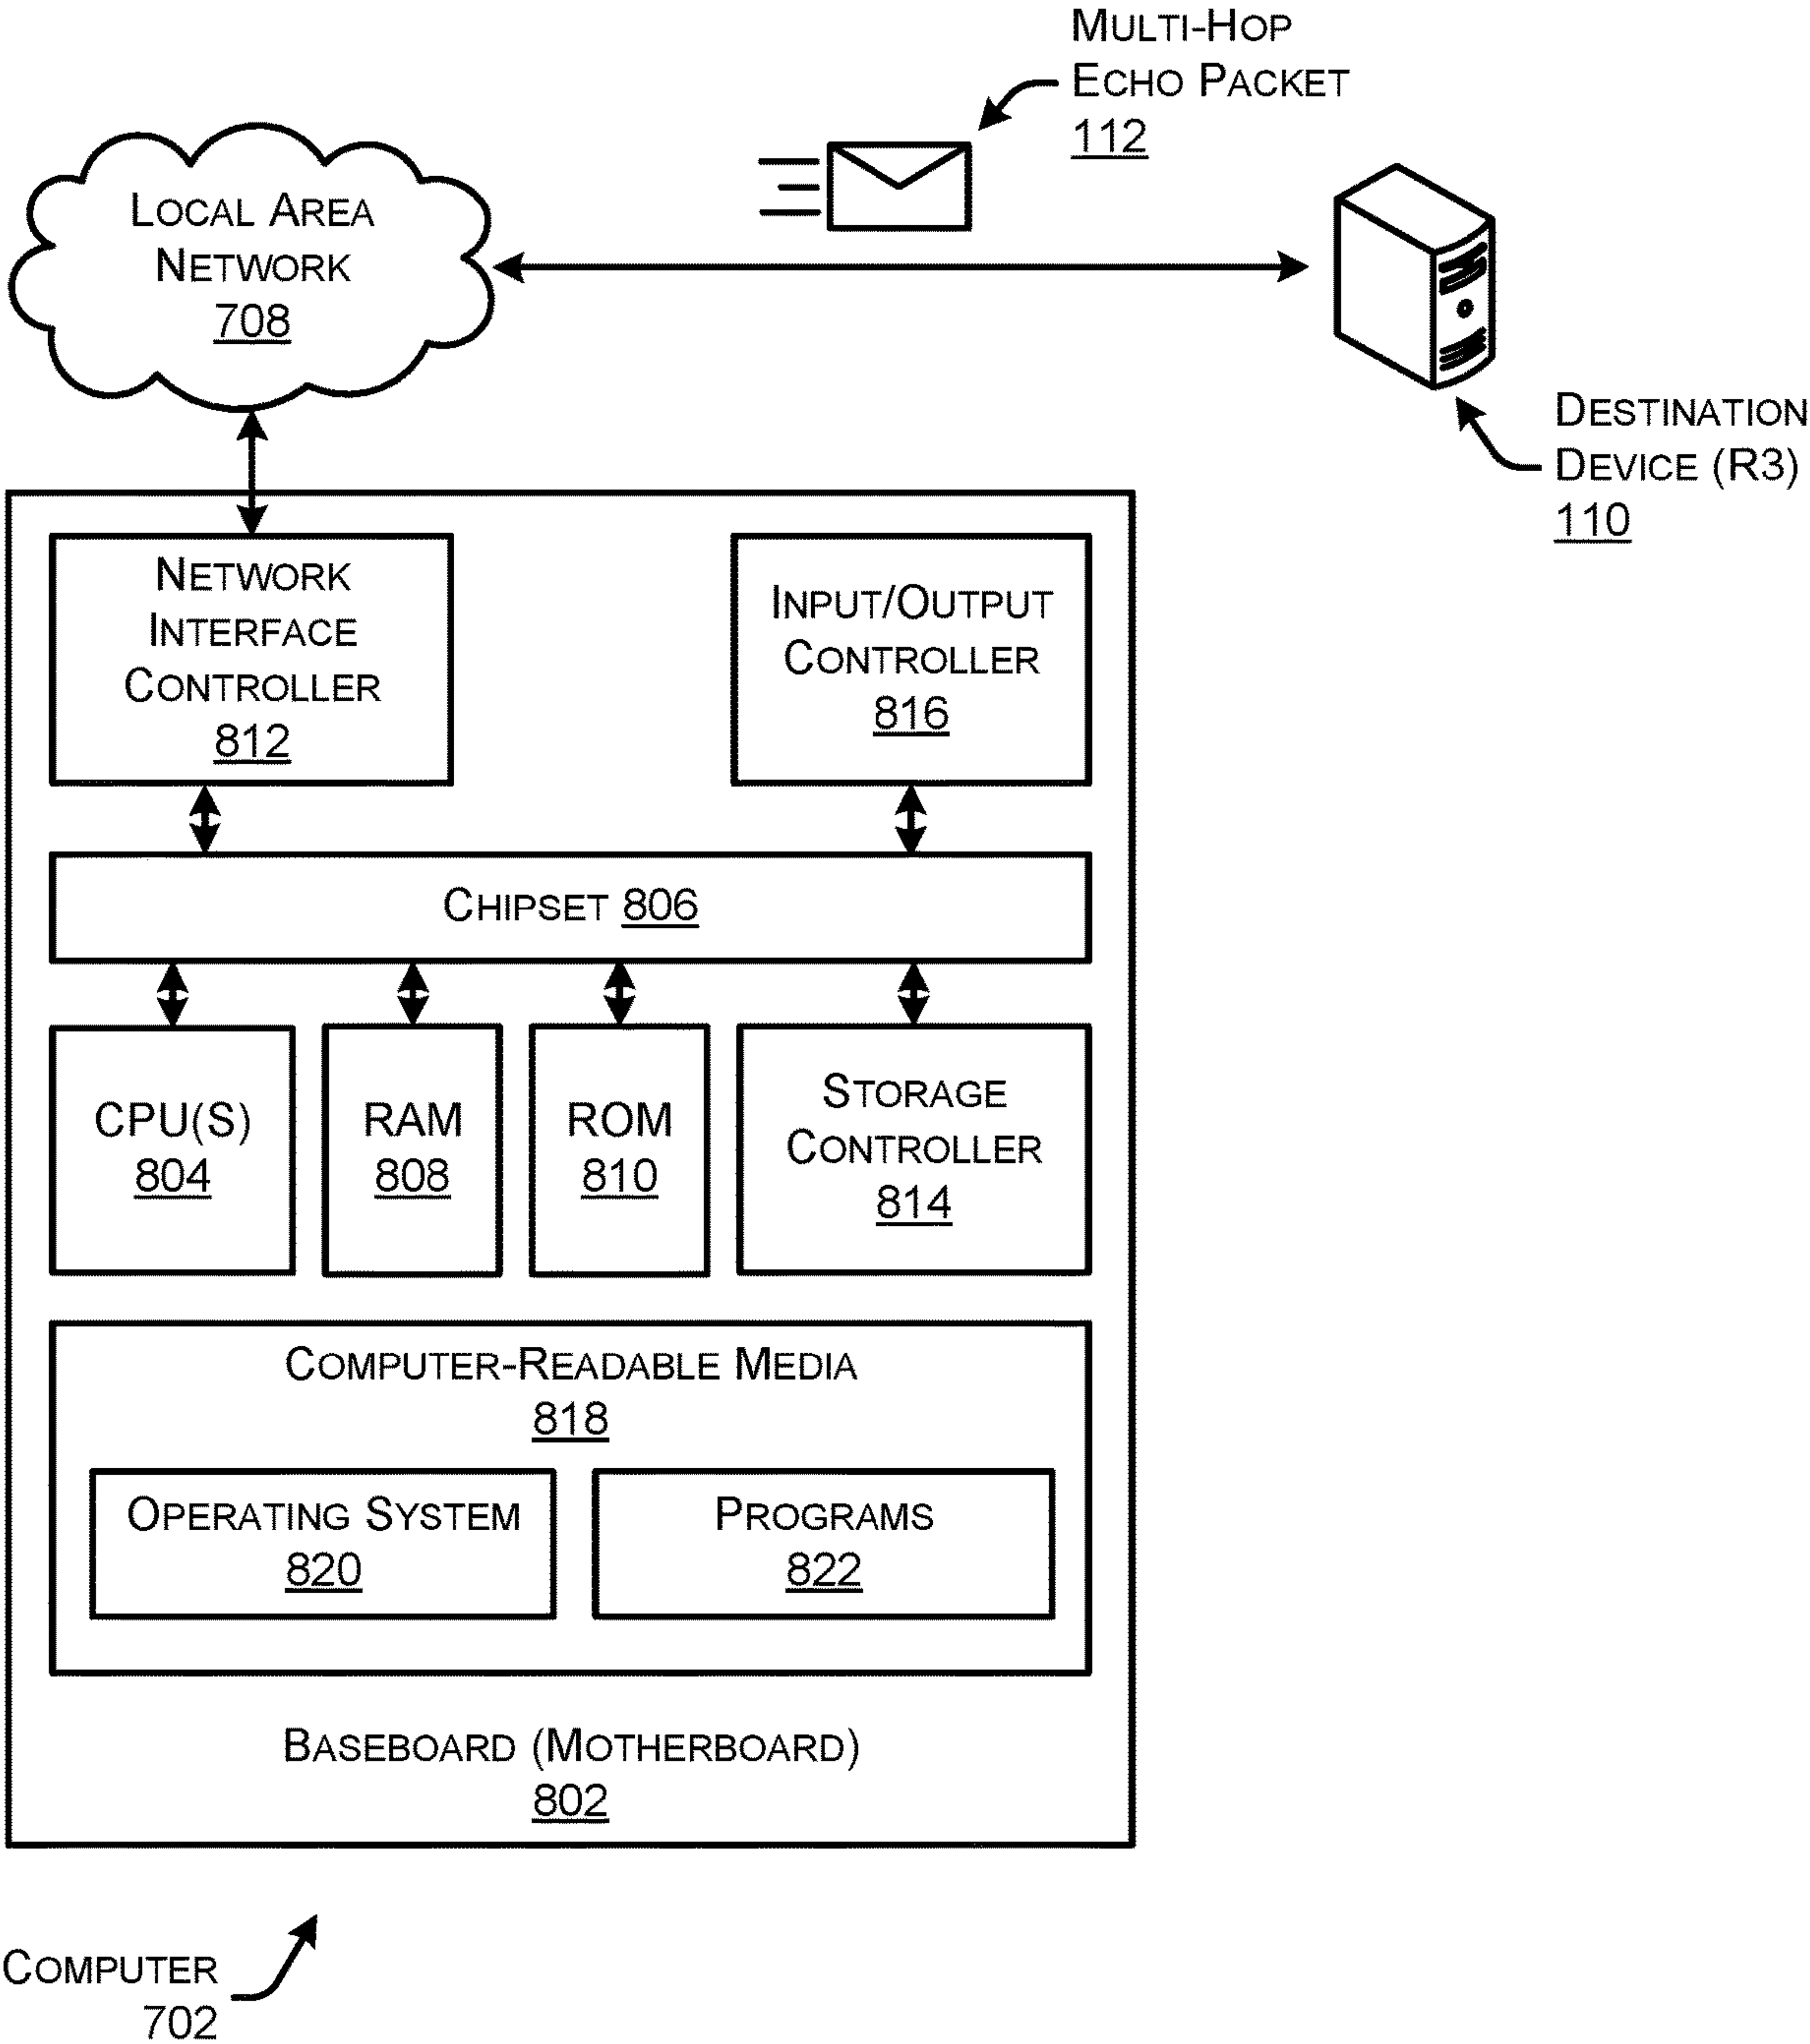 MULTI-HOP
ECHO PACKET
112
LOCAL AREA
NETWORK
708
DESTINATION
DEVICE (R3)
110
NETWORK
INTERFACE
CONTROLLER
812
INPUT/OUTPUT
CONTROLLER
816
CHIPSET 806
CPU(S)
804
RAM
808
ROM
810
STORAGE
CONTROLLER
814
COMPUTER-READABLE MEDIA
818
OPERATING SYSTEM
820
PROGRAMS
822
BASEBOARD (MOTHERBOARD)
802
COMPUTER
702